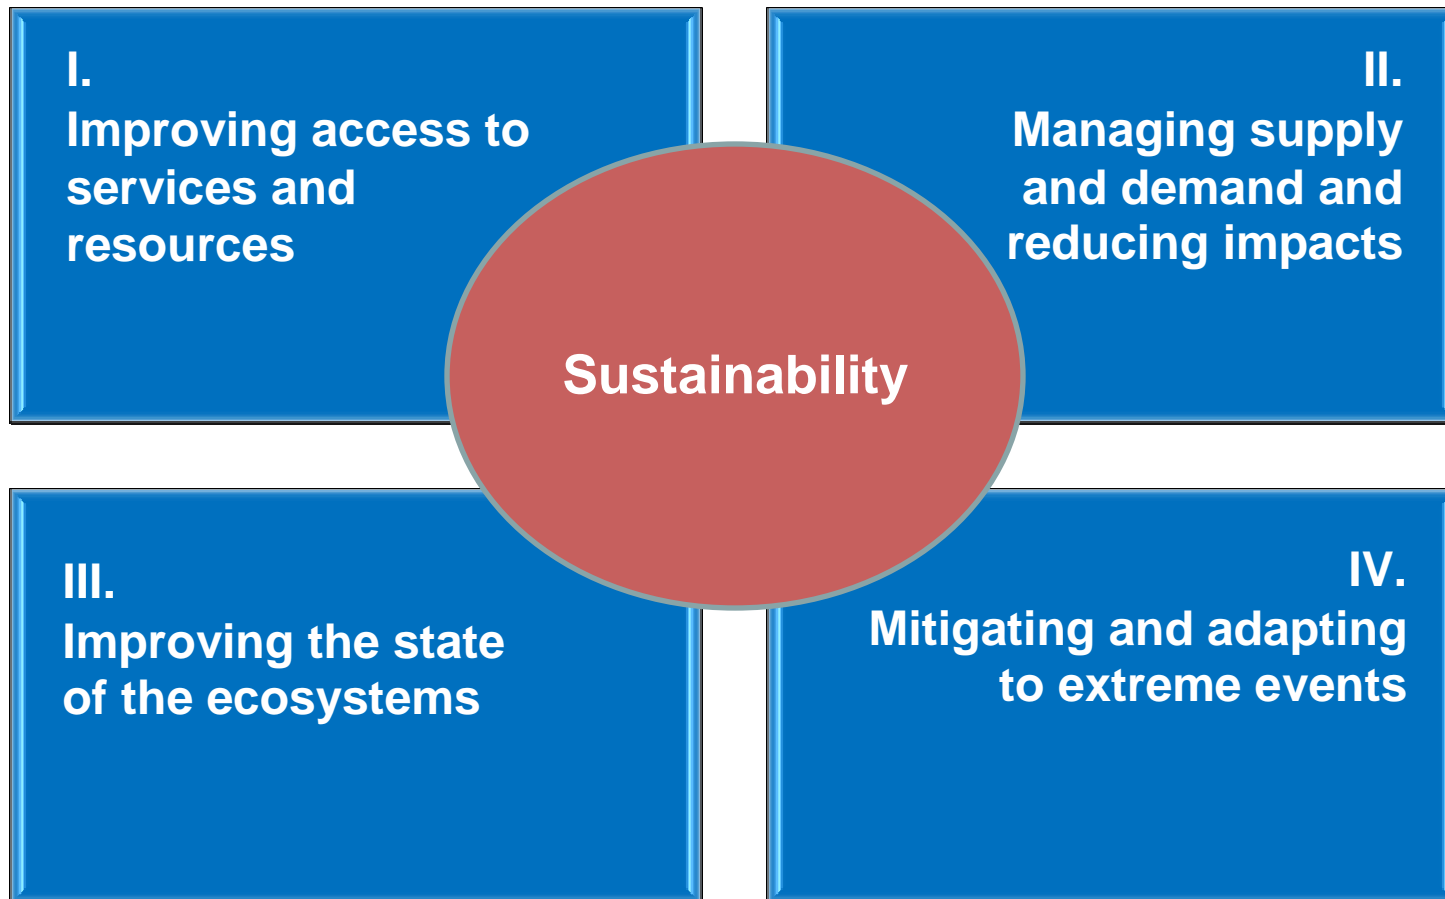 I.
Improving access to
services and
resources
II.
Managing supply
and demand and
reducing impacts
Sustainability
III.
Improving the state
of the ecosystems
IV.
Mitigating and adapting
to extreme events